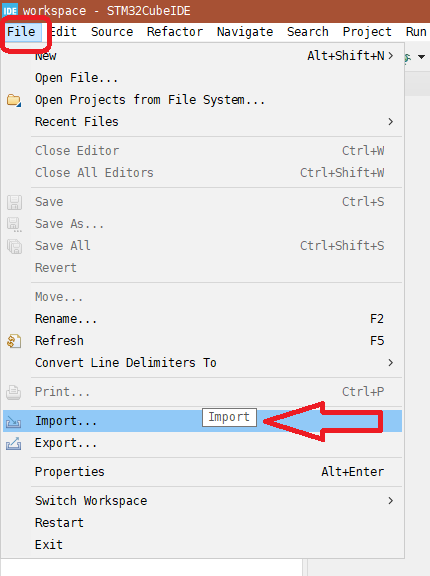 IDE workspace - STM32CubeIDE
File Edit Source Refactor Navigate Search Project Run
New Alt+Shift+N >
Open File...
Open Projects from File System...
Recent Files >
Close Editor Ctrl+W
Close All Editors Ctrl+Shift+W
Save Ctrl+S
Save As...
Save All Ctrl+Shift+S
Revert
Move...
Rename... F2
Refresh F5
Convert Line Delimiters To >
Print... Ctrl+P
Import... Import
Export...
Properties Alt+Enter
Switch Workspace >
Restart
Exit